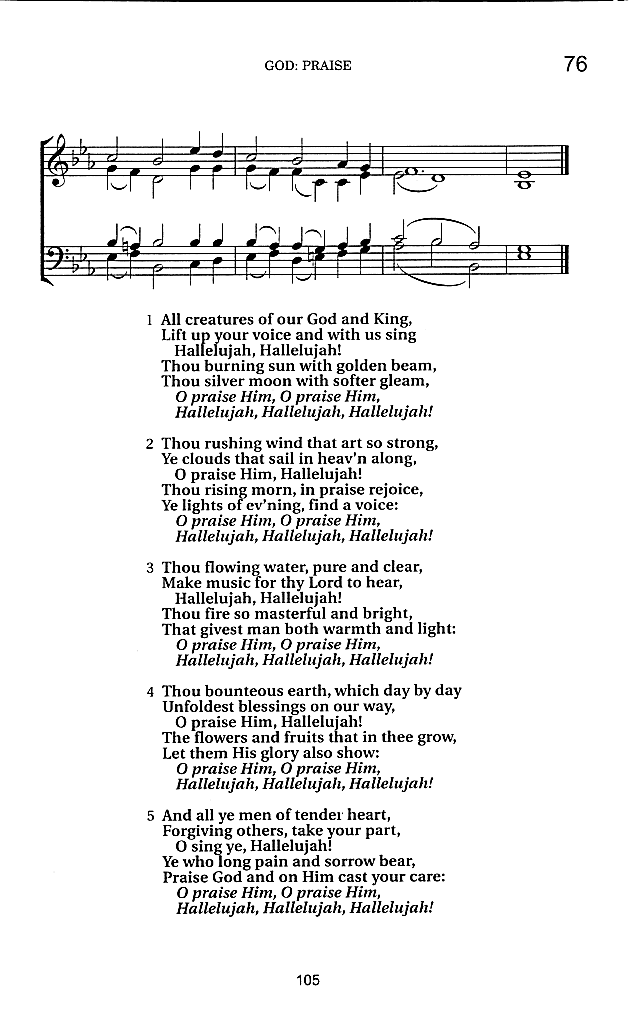 GOD: PRAISE
76
1 All creatures of our God and King,
Lift up your voice and with us sing
Hallelujah, Hallelujah!
Thou burning sun with golden beam,
Thou silver moon with softer gleam,
O praise Him, O praise Him,
Hallelujah, Hallelujah, Hallelujah!
2 Thou rushing wind that art so strong,
Ye clouds that sail in heav'n along,
O praise Him, Hallelujah!
Thou rising morn, in praise rejoice,
Ye lights of ev'ning, find a voice:
O praise Him, O praise Him,
Hallelujah, Hallelujah, Hallelujah!
3 Thou flowing water, pure and clear,
Make music for thy Lord to hear,
Hallelujah, Hallelujah!
Thou fire so masterful and bright,
That givest man both warmth and light:
O praise Him, O praise Him,
Hallelujah, Hallelujah, Hallelujah!
4 Thou bounteous earth, which day by day
Unfoldest blessings on our way,
O praise Him, Hallelujah!
The flowers and fruits that in thee grow,
Let them His glory also show:
O praise Him, O praise Him,
Hallelujah, Hallelujah, Hallelujah!
5 And all ye men of tender heart,
Forgiving others, take your part,
O sing ye, Hallelujah!
Ye who long pain and sorrow bear,
Praise God and on Him cast your care:
O praise Him, O praise Him,
Hallelujah, Hallelujah, Hallelujah!
105